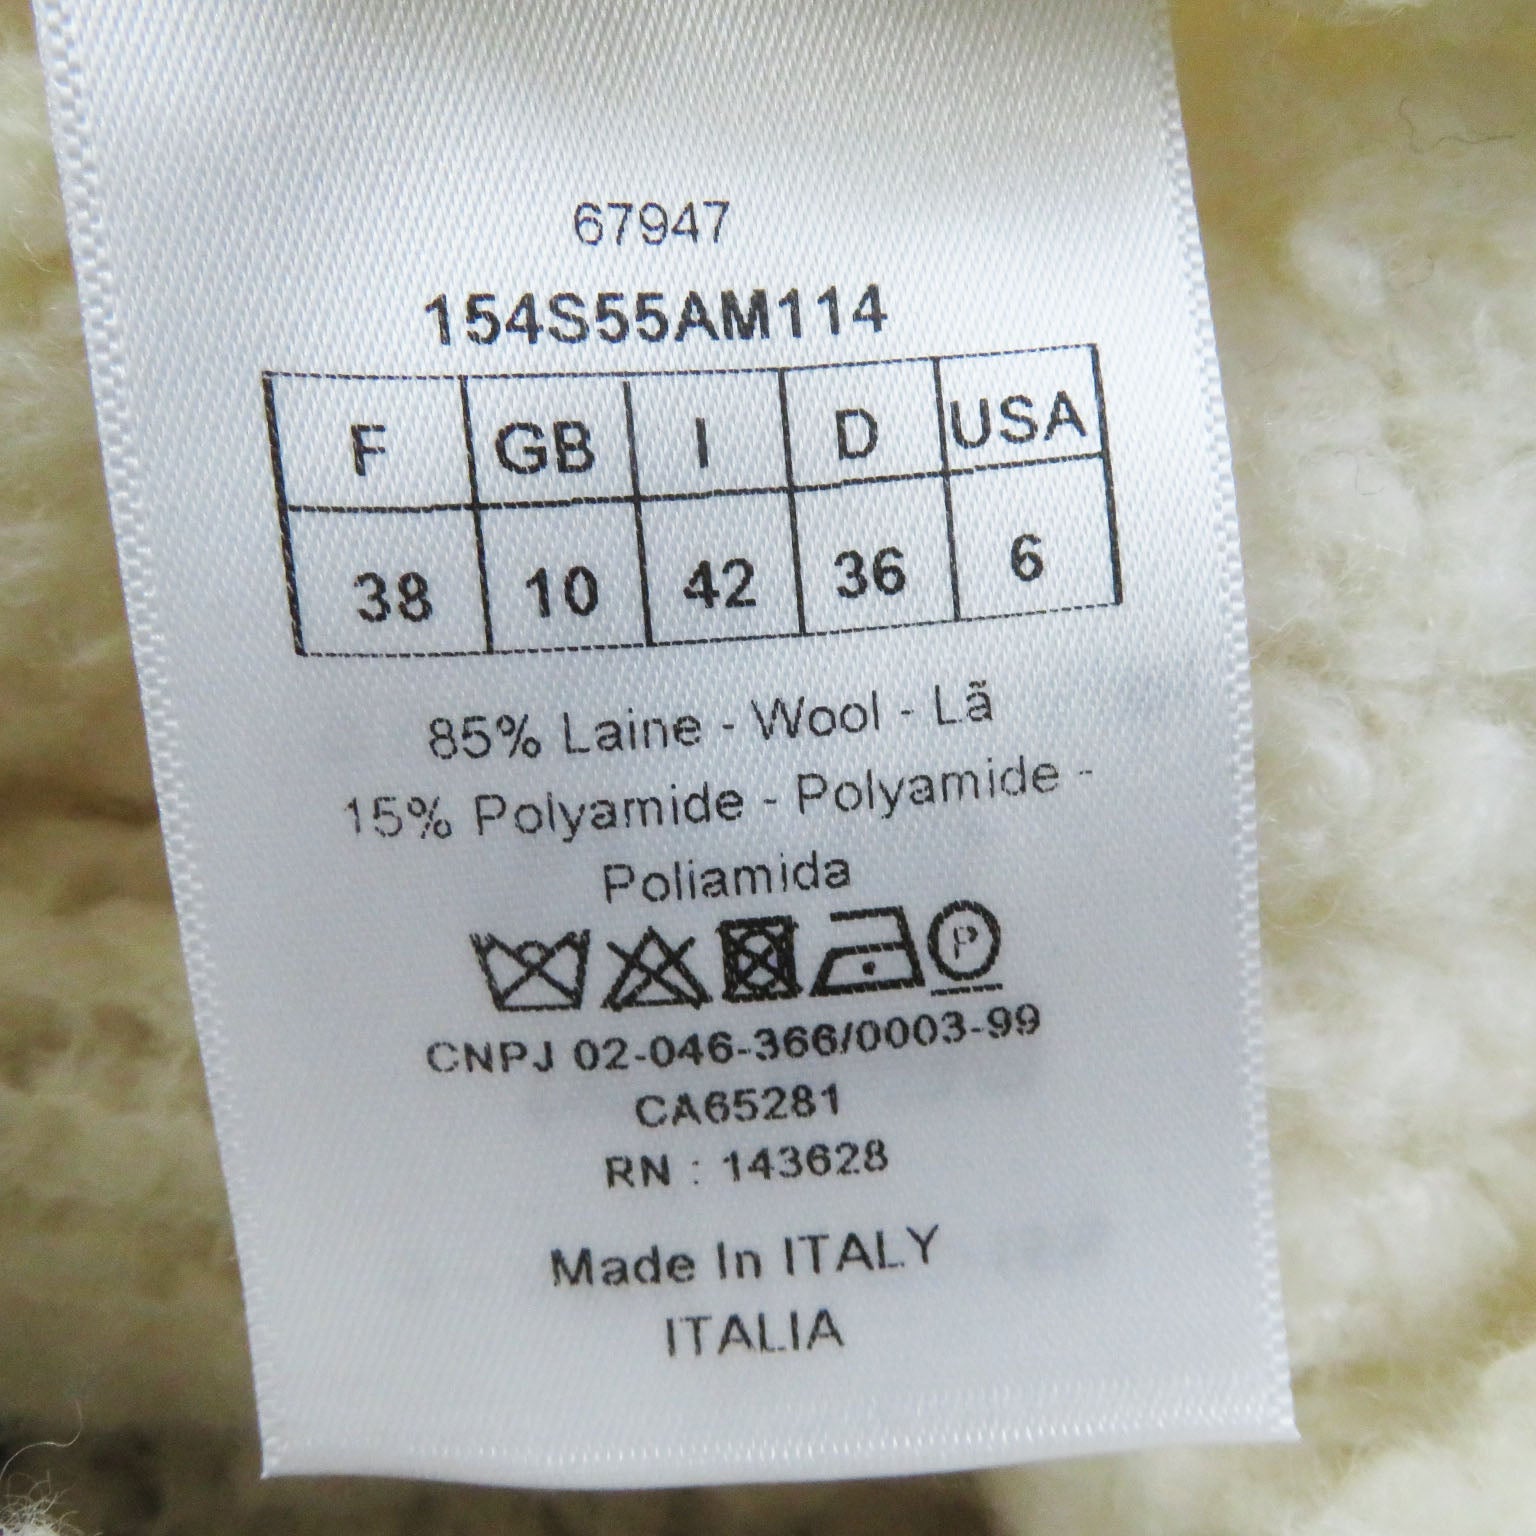 67947
154S55AM114
F GB I D USA
38 10 42 36 6
85% Laine - Wool - Lã
15% Polyamide - Polyamide -
Poliamida
P
CNPJ 02-046-366/0003-99
CA65281
RN : 143628
Made In ITALY
ITALIA